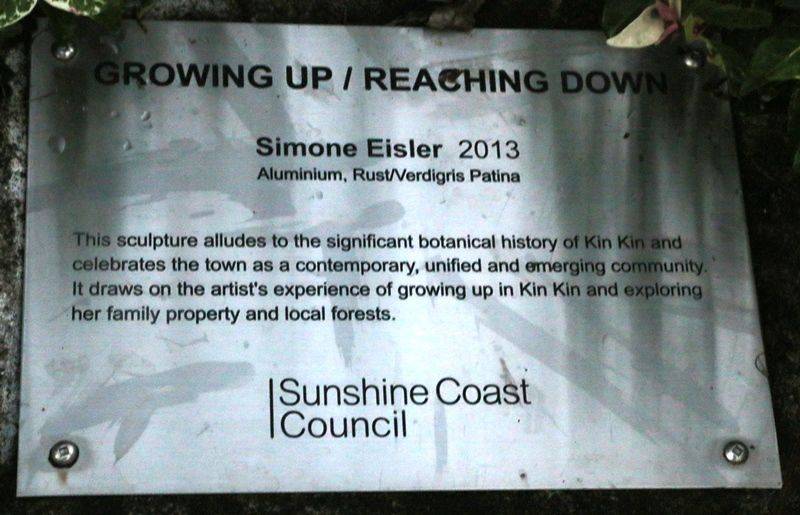 GROWING UP / REACHING DOWN
Simone Eisler 2013
Aluminium, Rust/Verdigris Patina
This sculpture alludes to the significant botanical history of Kin Kin and
celebrates the town as a contemporary, unified and emerging community.
It draws on the artist's experience of growing up in Kin Kin and exploring
her family property and local forests.
Sunshine Coast
Council